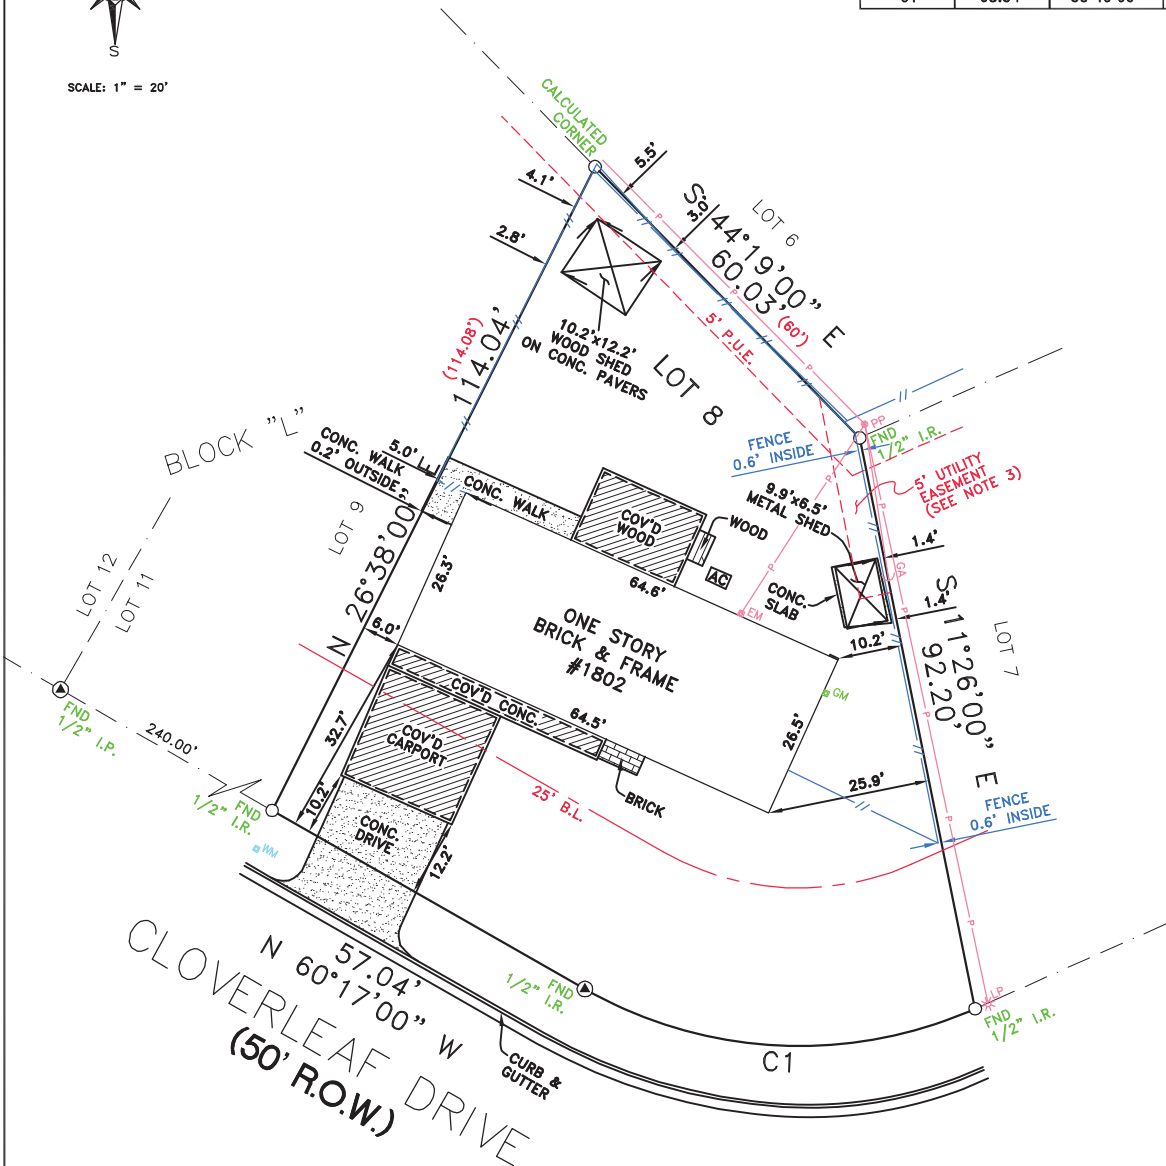 S
SCALE: 1" = 20'
CALCULATED
CORNER
4.1'
2.8'
5.5'
3.0'
LOT 6
S 44°19'00" E
60.03'
(60')
5' P.U.E.
10.2'x12.2'
WOOD SHED
ON CONC. PAVERS
LOT 8
(114.08')
114.04'
N 26°38'00" E
BLOCK "L"
CONC. WALK
0.2' OUTSIDE
5.0'
CONC. WALK
COV'D
WOOD
WOOD
AC
FENCE
0.6' INSIDE
PP
FND
1/2" I.R.
9.9'x6.5'
METAL SHED
5' UTILITY
EASEMENT
(SEE NOTE 3)
LOT 9
LOT 12
LOT 11
26.3'
64.6'
EM
CONC.
SLAB
GA
1.4'
1.4'
10.2'
LOT 7
S 11°26'00" E
92.20'
6.0'
ONE STORY
BRICK & FRAME
#1802
GM
FND
1/2" I.P.
240.00'
32.7'
COV'D CONC.
64.5'
COV'D
CARPORT
26.5'
25.9'
BRICK
25' B.L.
10.2'
FND
1/2" I.R.
WM
CONC.
DRIVE
12.2'
FENCE
0.6' INSIDE
57.04'
N 60°17'00" W
CLOVERLEAF DRIVE
(50' R.O.W.)
FND
1/2" I.R.
CURB &
GUTTER
C1
LP
FND
1/2" I.R.